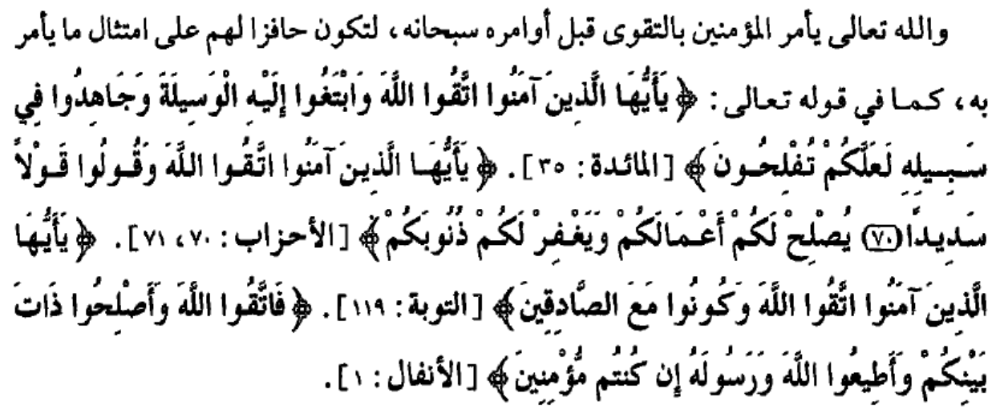 والله تعالى يأمر المؤمنين بالتقوى قبل أوامره سبحانه، لتكون حافزا لهم على امتثال ما يأمر
به، كما في قوله تعالى: ﴿يَأَيُّهَا الَّذِينَ آمَنُوا اتَّقُوا اللَّهَ وَابْتَغُوا إِلَيْهِ الْوَسِيلَةَ وَجَاهِدُوا فِي
سَبِيلِهِ لَعَلَّكُمْ تُفْلِحُونَ﴾ [المائدة: ٣٥]. ﴿يَأَيُّهَا الَّذِينَ آمَنُوا اتَّقُوا اللَّهَ وَقُولُوا قَوْلاً
سَدِيدًا (٧٠) يُصْلِحْ لَكُمْ أَعْمَالَكُمْ وَيَغْفِرْ لَكُمْ ذُنُوبَكُمْ﴾ [الأحزاب: ٧٠، ٧١]. ﴿يَأَيُّهَا
الَّذِينَ آمَنُوا اتَّقُوا اللَّهَ وَكُونُوا مَعَ الصَّادِقِينَ﴾ [التوبة: ١١٩]. ﴿فَاتَّقُوا اللَّهَ وَأَصْلِحُوا ذَاتَ
بَيْنِكُمْ وَأَطِيعُوا اللَّهَ وَرَسُولَهُ إِن كُنتُم مُّؤْمِنِينَ﴾ [الأنفال: ١].